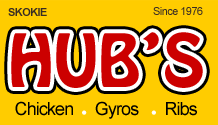 SKOKIE Since 1976
HUB'S
Chicken . Gyros . Ribs